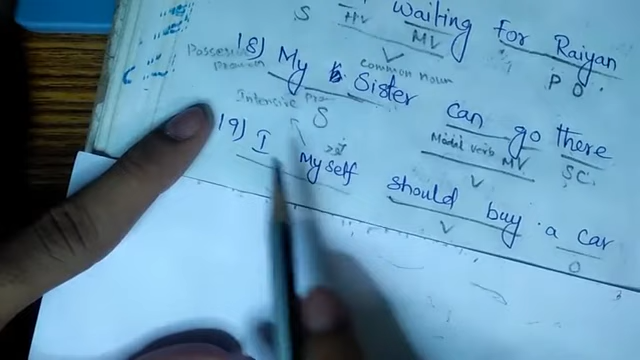 waiting for Raiyan
S HV MV P O
V
18) My Sister can go there
Possessive pronoun common noun
S Modal verb MV SC.
Intensive pro V
19) I Myself should buy a car
V O